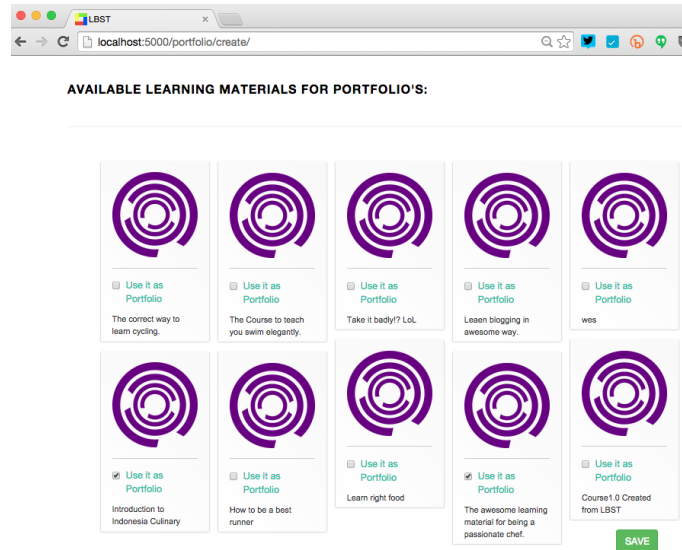 LBST
localhost:5000/portfolio/create/
AVAILABLE LEARNING MATERIALS FOR PORTFOLIO'S:
Use it as
Portfolio
The correct way to
learn cycling.
Use it as
Portfolio
The Course to teach
you swim elegantly.
Use it as
Portfolio
Take it badly!? LoL
Use it as
Portfolio
Leaen blogging in
awesome way.
Use it as
Portfolio
wes
Use it as
Portfolio
Introduction to
Indonesia Culinary
Use it as
Portfolio
How to be a best
runner
Use it as
Portfolio
Learn right food
Use it as
Portfolio
The awesome learning
material for being a
passionate chef.
Use it as
Portfolio
Course1.0 Created
from LBST
SAVE